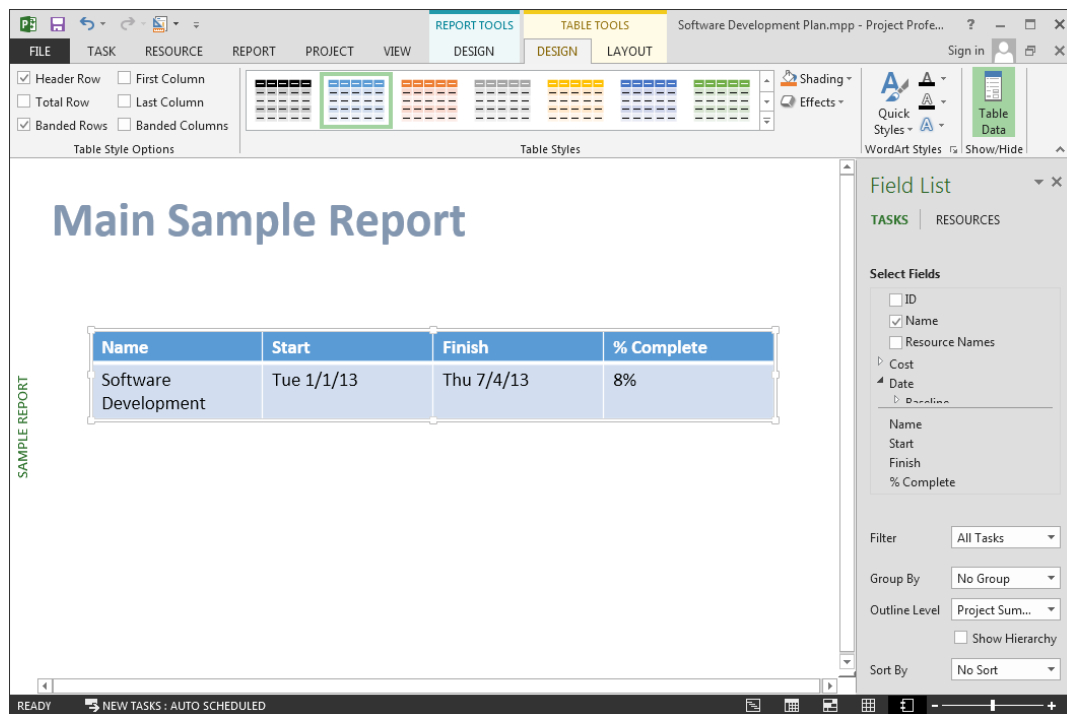 REPORT TOOLS TABLE TOOLS Software Development Plan.mpp - Project Profe... ?
FILE TASK RESOURCE REPORT PROJECT VIEW DESIGN DESIGN LAYOUT Sign in
Header Row First Column
Total Row Last Column
Banded Rows Banded Columns
Table Style Options
Table Styles
Shading
Effects
Quick
Styles
WordArt Styles
Table
Data
Show/Hide
Main Sample Report
Name Start Finish % Complete
Software Tue 1/1/13 Thu 7/4/13 8%
Development
SAMPLE REPORT
Field List
TASKS RESOURCES
Select Fields
ID
Name
Resource Names
Cost
Date
Baseline
Name
Start
Finish
% Complete
Filter All Tasks
Group By No Group
Outline Level Project Sum...
Show Hierarchy
Sort By No Sort
READY NEW TASKS : AUTO SCHEDULED